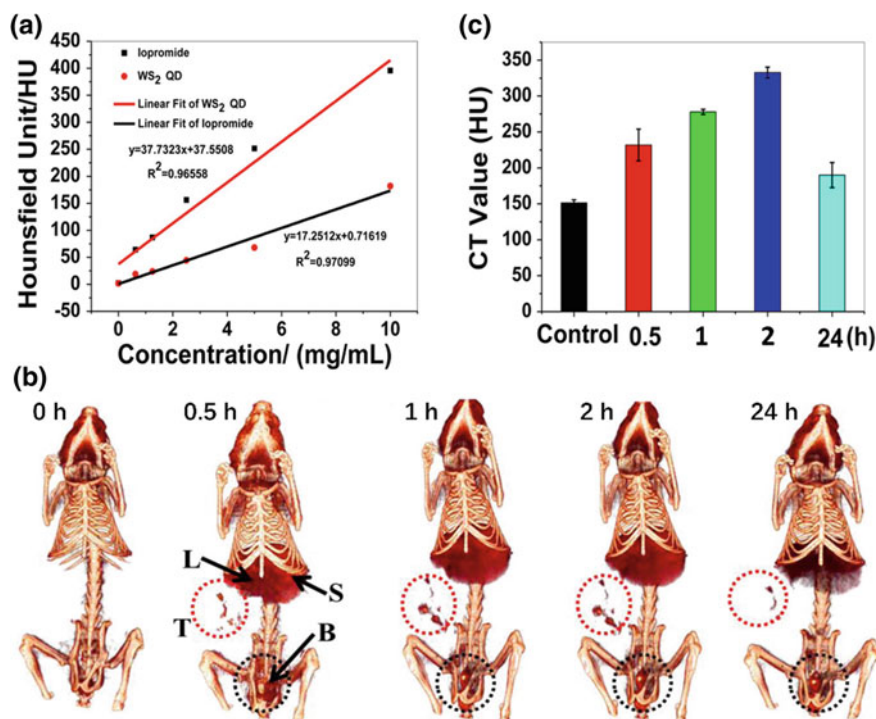 (a)
450
400
350
300
250
200
150
100
50
0
-50
Hounsfield Unit/HU
Iopromide
WS2 QD
Linear Fit of WS2 QD
Linear Fit of Iopromide
y=37.7323x+37.5508
R2=0.96558
y=17.2512x+0.71619
R2=0.97099
0 2 4 6 8 10
Concentration/ (mg/mL)
(c)
350
300
250
200
150
100
50
0
CT Value (HU)
Control 0.5 1 2 24 (h)
(b)
0 h 0.5 h 1 h 2 h 24 h
L
S
T
B